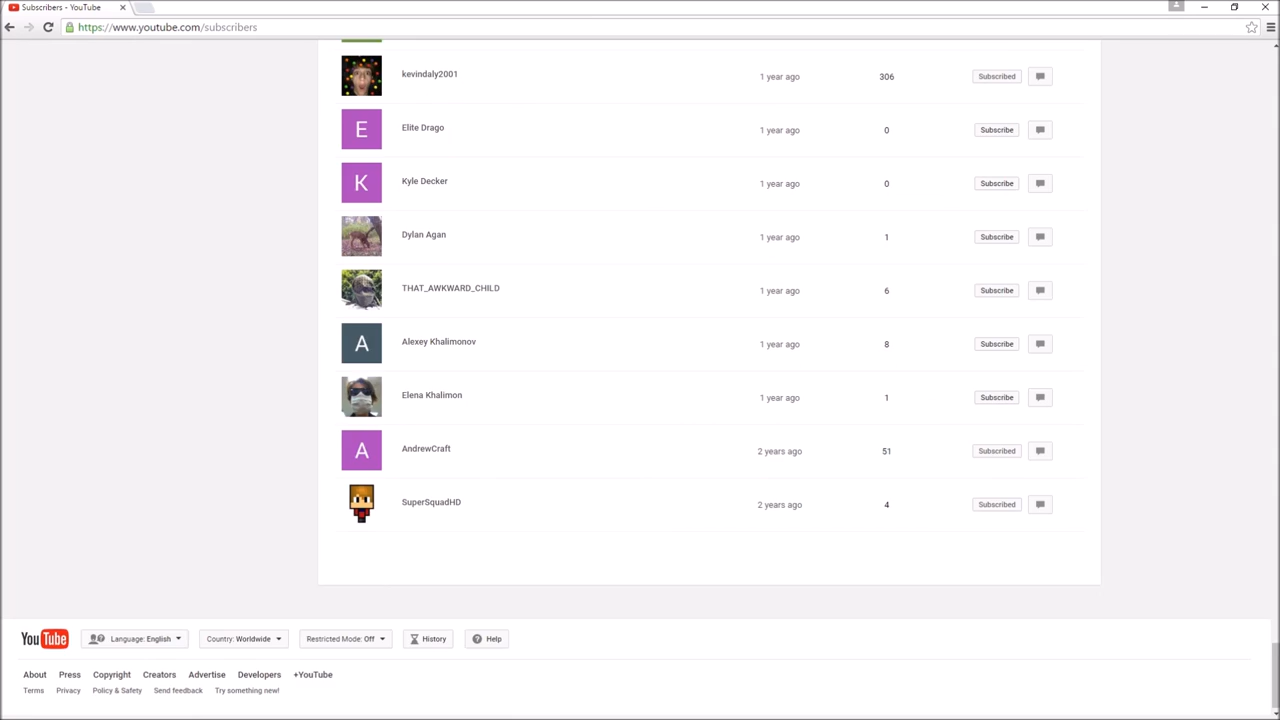 Subscribers - YouTube
https://www.youtube.com/subscribers
kevindaly2001 1 year ago 306 Subscribed
E Elite Drago 1 year ago 0 Subscribe
K Kyle Decker 1 year ago 0 Subscribe
Dylan Agan 1 year ago 1 Subscribe
THAT_AWKWARD_CHILD 1 year ago 6 Subscribe
A Alexey Khalimonov 1 year ago 8 Subscribe
Elena Khalimon 1 year ago 1 Subscribe
A AndrewCraft 2 years ago 51 Subscribed
SuperSquadHD 2 years ago 4 Subscribed
YouTube Language: English Country: Worldwide Restricted Mode: Off History Help
About Press Copyright Creators Advertise Developers +YouTube
Terms Privacy Policy & Safety Send feedback Try something new!